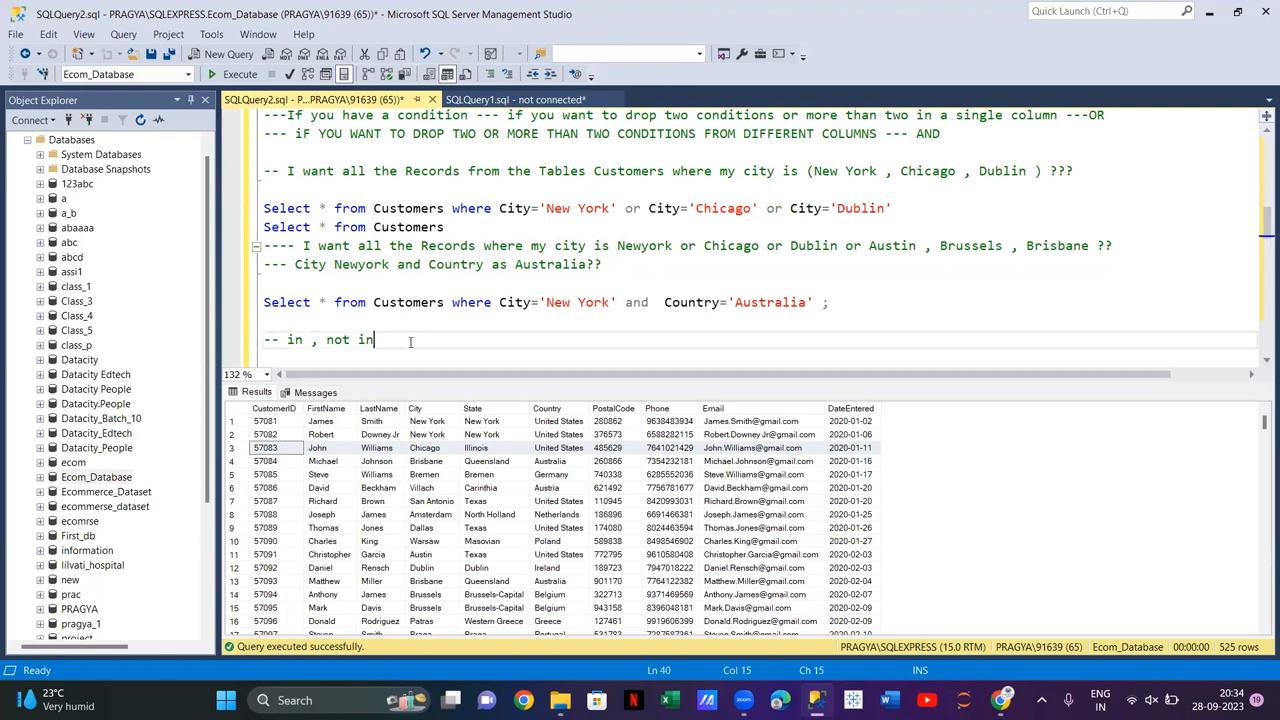 SQLQuery2.sql - PRAGYA\SQLEXPRESS.Ecom_Database (PRAGYA\91639 (65))* - Microsoft SQL Server Management Studio
Quick Launch (Ctrl+Q)
File Edit View Query Project Tools Window Help
New Query
Ecom_Database Execute
Object Explorer
SQLQuery2.sql - P...PRAGYA\91639 (65))* SQLQuery1.sql - not connected*
Connect
Databases
System Databases
Database Snapshots
123abc
a
a_b
abaaaa
abc
abcd
assi1
class_1
Class_3
Class_4
Class_5
class_p
Datacity
Datacity Edtech
Datacity People
Datacity.People
Datacity_Batch_10
Datacity_Edtech
Datacity_People
ecom
Ecom_Database
Ecommerce_Dataset
ecommerse_dataset
ecomrse
First_db
information
lilvati_hospital
new
prac
PRAGYA
pragya_1
project
---If you have a condition --- if you want to drop two conditions or more than two in a single column ---OR
--- iF YOU WANT TO DROP TWO OR MORE THAN TWO CONDITIONS FROM DIFFERENT COLUMNS --- AND
-- I want all the Records from the Tables Customers where my city is (New York , Chicago , Dublin ) ???
Select * from Customers where City='New York' or City='Chicago' or City='Dublin'
Select * from Customers
---- I want all the Records where my city is Newyork or Chicago or Dublin or Austin , Brussels , Brisbane ??
--- City Newyork and Country as Australia??
Select * from Customers where City='New York' and  Country='Australia' ;
-- in , not in
132 %
Results Messages
CustomerID FirstName LastName City State Country PostalCode Phone Email DateEntered
1 57081 James Smith New York New York United States 280862 9638483934 James.Smith@gmail.com 2020-01-02
2 57082 Robert Downey Jr New York New York United States 376573 6588282115 Robert.Downey Jr@gmail.com 2020-01-06
3 57083 John Williams Chicago Illinois United States 485629 7641021429 John.Williams@gmail.com 2020-01-11
4 57084 Michael Johnson Brisbane Queensland Australia 260866 7354232181 Michael.Johnson@gmail.com 2020-01-16
5 57085 Steve Williams Bremen Bremen Germany 740338 6285552036 Steve.Williams@gmail.com 2020-01-17
6 57086 David Beckham Villach Carinthia Austria 621492 7756781677 David.Beckham@gmail.com 2020-01-20
7 57087 Richard Brown San Antonio Texas United States 110945 8420993031 Richard.Brown@gmail.com 2020-01-20
8 57088 Joseph James Amsterdam North Holland Netherlands 186896 6691466381 Joseph.James@gmail.com 2020-01-25
9 57089 Thomas Jones Dallas Texas United States 174080 8024463594 Thomas.Jones@gmail.com 2020-01-26
10 57090 Charles King Warsaw Masovian Poland 589838 8498546902 Charles.King@gmail.com 2020-01-27
11 57091 Christopher Garcia Austin Texas United States 772795 9610580408 Christopher.Garcia@gmail.com 2020-02-03
12 57092 Daniel Rensch Dublin Dublin Ireland 189723 7947018222 Daniel.Rensch@gmail.com 2020-02-03
13 57093 Matthew Miller Brisbane Queensland Australia 901170 7764122382 Matthew.Miller@gmail.com 2020-02-04
14 57094 Anthony James Brussels Brussels-Capital Belgium 322713 9371469569 Anthony.James@gmail.com 2020-02-07
15 57095 Mark Davis Brussels Brussels-Capital Belgium 943158 8396048181 Mark.Davis@gmail.com 2020-02-09
16 57096 Donald Rodriguez Patras Western Greece Greece 127461 9919606399 Donald.Rodriguez@gmail.com 2020-02-09
17 57097 Steven Smith Braga Braga Portugal 531783 7287587361 Steven.Smith@gmail.com 2020-02-10
Query executed successfully. PRAGYA\SQLEXPRESS (15.0 RTM) PRAGYA\91639 (65) Ecom_Database 00:00:00 525 rows
Ready Ln 40 Col 15 Ch 15 INS
23°C
Very humid
Search
ENG
IN
20:34
28-09-2023
19